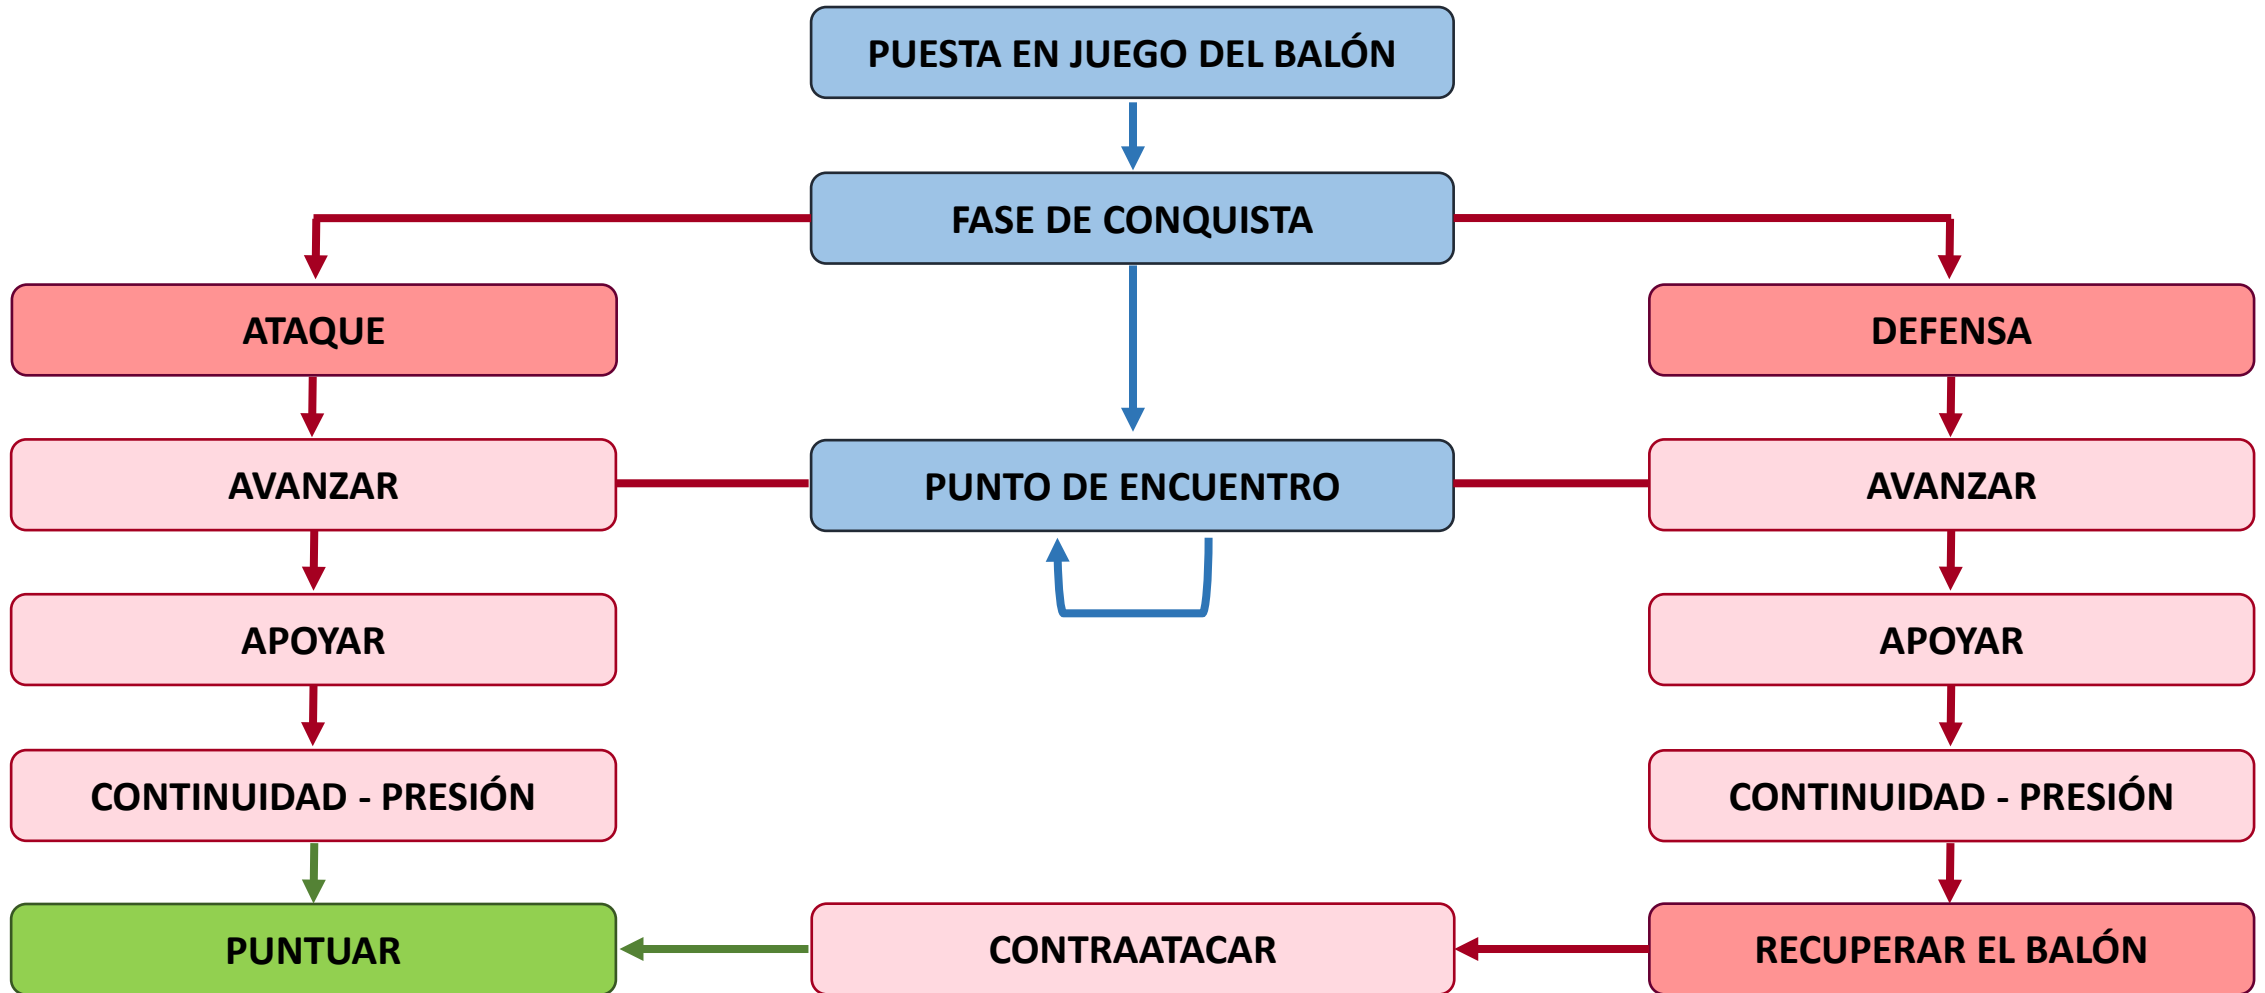 PUESTA EN JUEGO DEL BALÓN
FASE DE CONQUISTA
ATAQUE
DEFENSA
AVANZAR
PUNTO DE ENCUENTRO
AVANZAR
APOYAR
APOYAR
CONTINUIDAD - PRESIÓN
CONTINUIDAD - PRESIÓN
PUNTUAR
CONTRAATACAR
RECUPERAR EL BALÓN